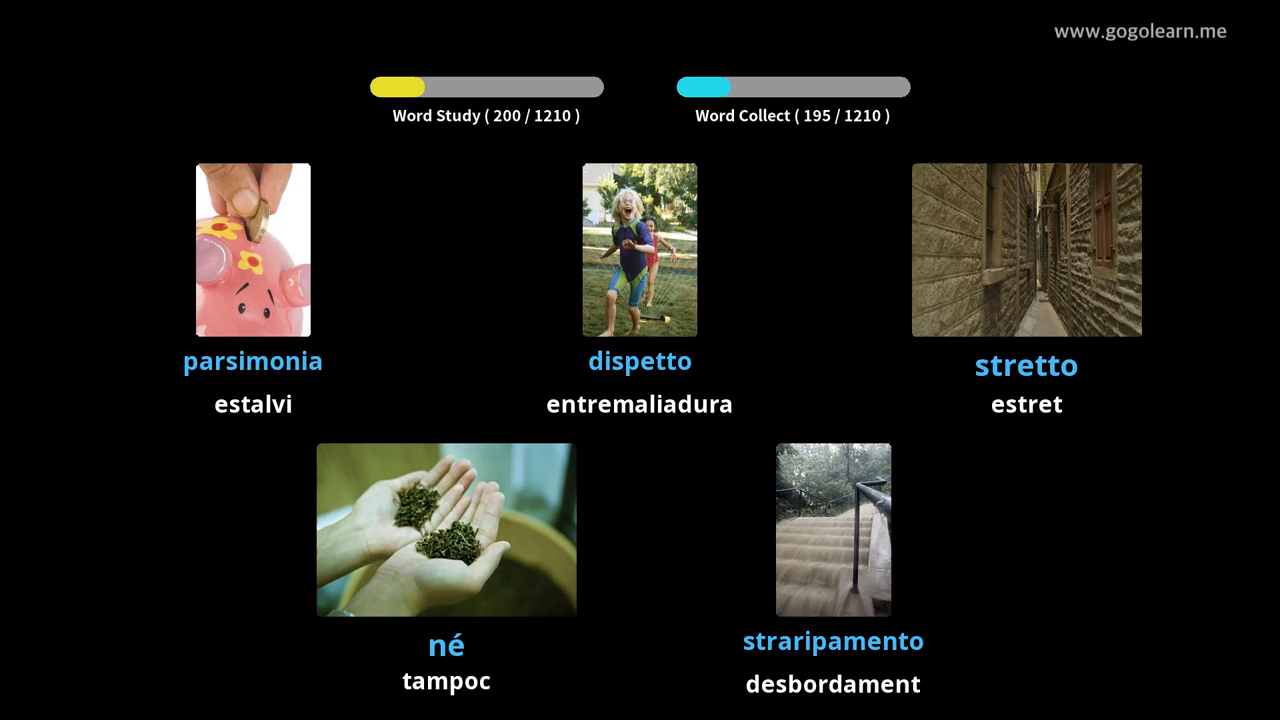 www.gogolearn.me
Word Study ( 200 / 1210 )
Word Collect ( 195 / 1210 )
parsimonia
estalvi
dispetto
entremaliadura
stretto
estret
né
tampoc
straripamento
desbordament